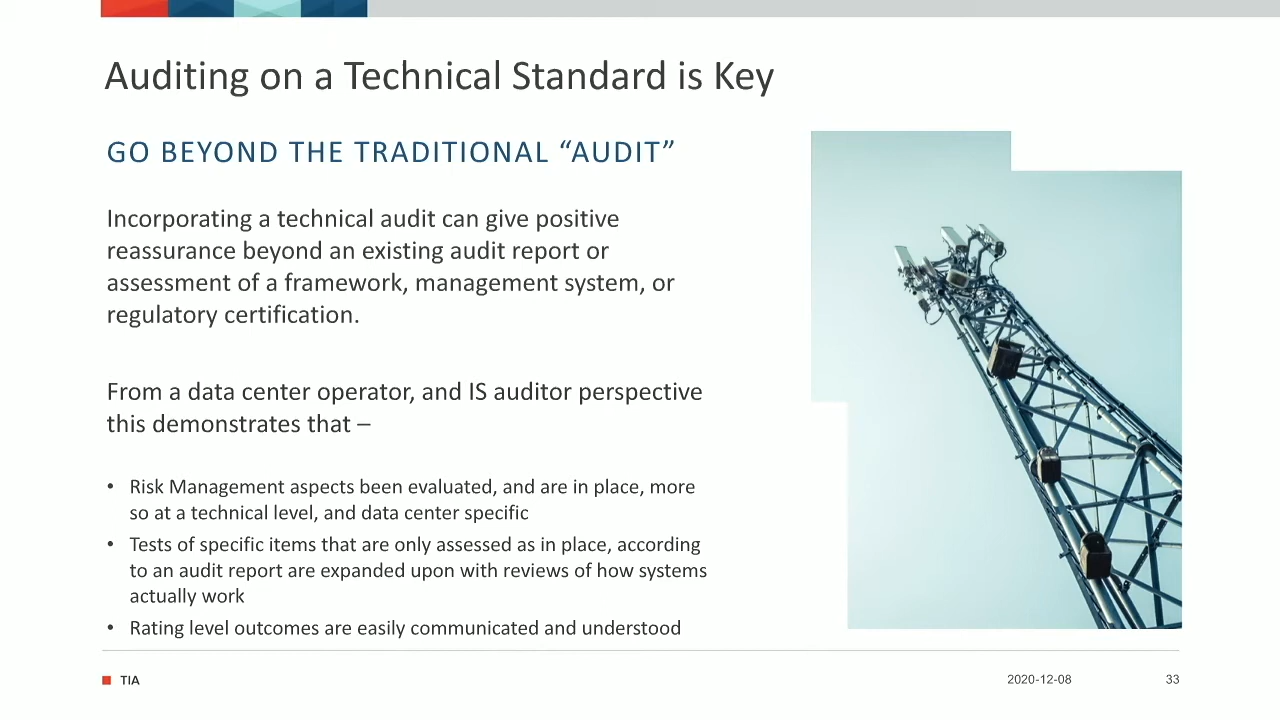 Auditing on a Technical Standard is Key
GO BEYOND THE TRADITIONAL “AUDIT”
Incorporating a technical audit can give positive
reassurance beyond an existing audit report or
assessment of a framework, management system, or
regulatory certification.
From a data center operator, and IS auditor perspective
this demonstrates that –
• Risk Management aspects been evaluated, and are in place, more
so at a technical level, and data center specific
• Tests of specific items that are only assessed as in place, according
to an audit report are expanded upon with reviews of how systems
actually work
• Rating level outcomes are easily communicated and understood
TIA
2020-12-08
33